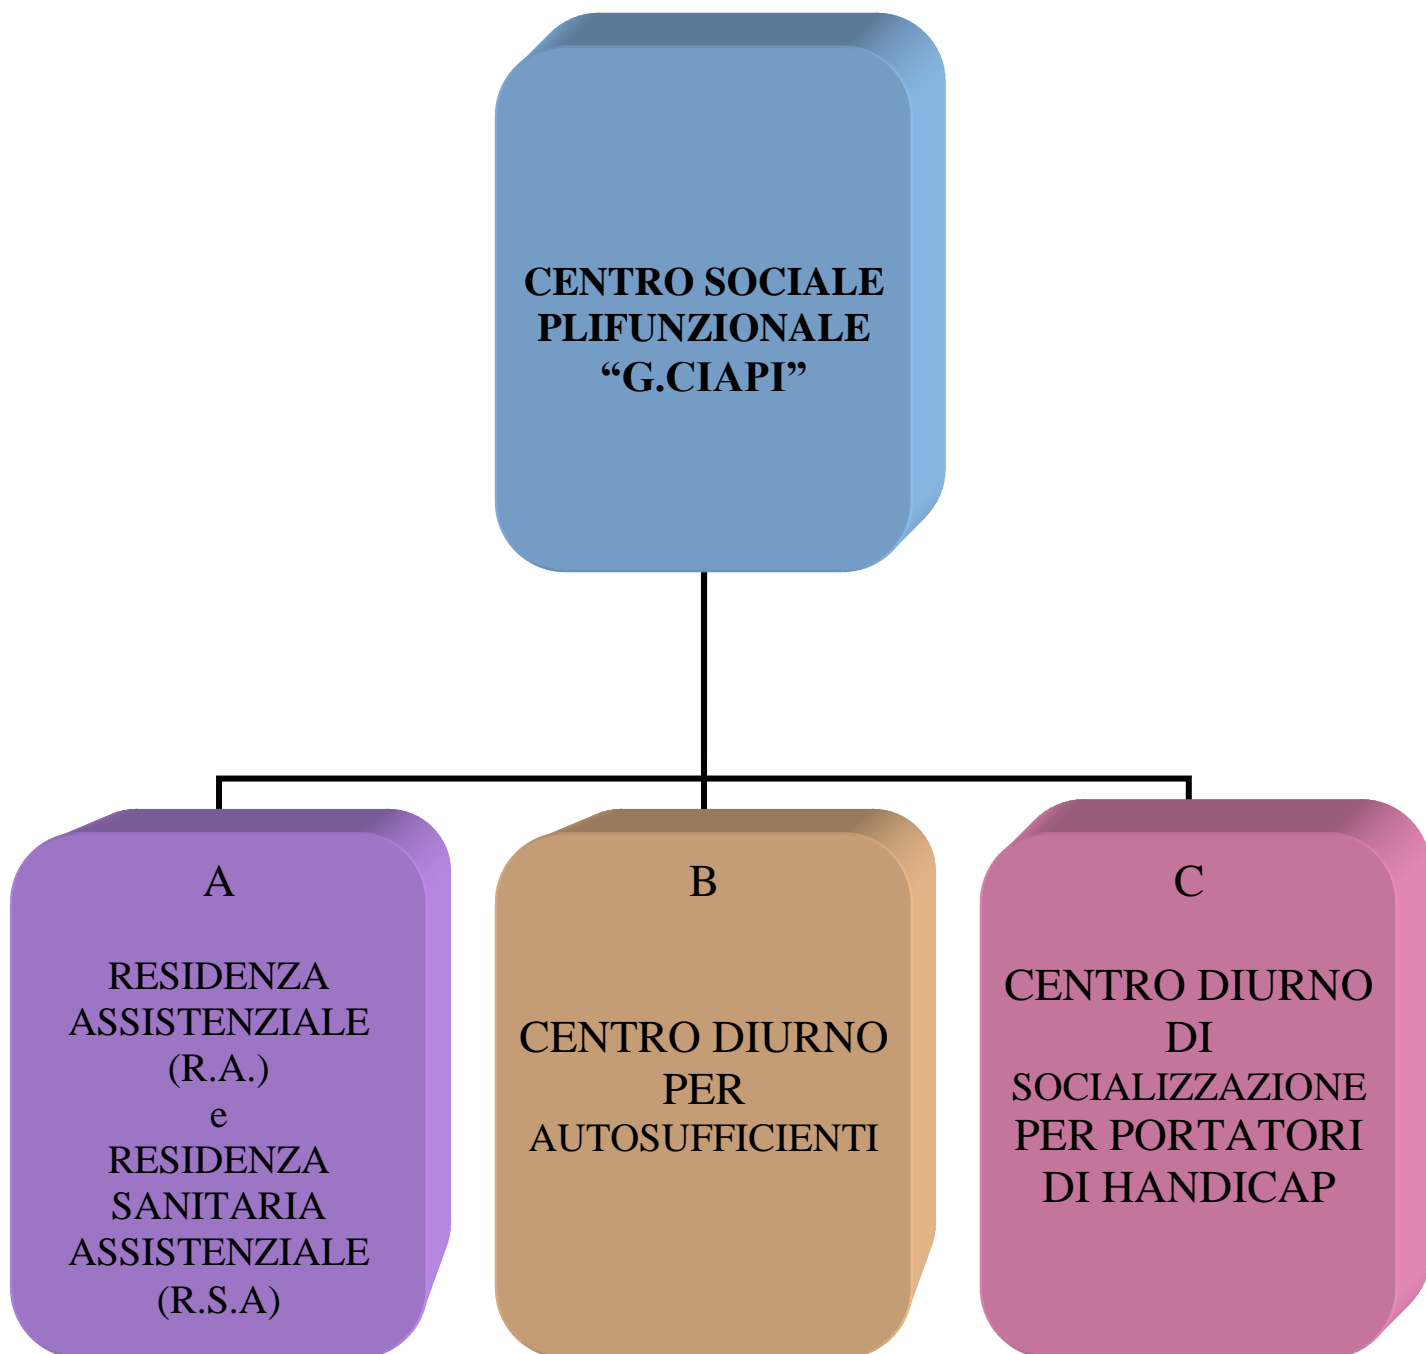 CENTRO SOCIALE
PLIFUNZIONALE
“G.CIAPI”
A
RESIDENZA
ASSISTENZIALE
(R.A.)
e
RESIDENZA
SANITARIA
ASSISTENZIALE
(R.S.A)
B
CENTRO DIURNO
PER
AUTOSUFFICIENTI
C
CENTRO DIURNO
DI
SOCIALIZZAZIONE
PER PORTATORI
DI HANDICAP